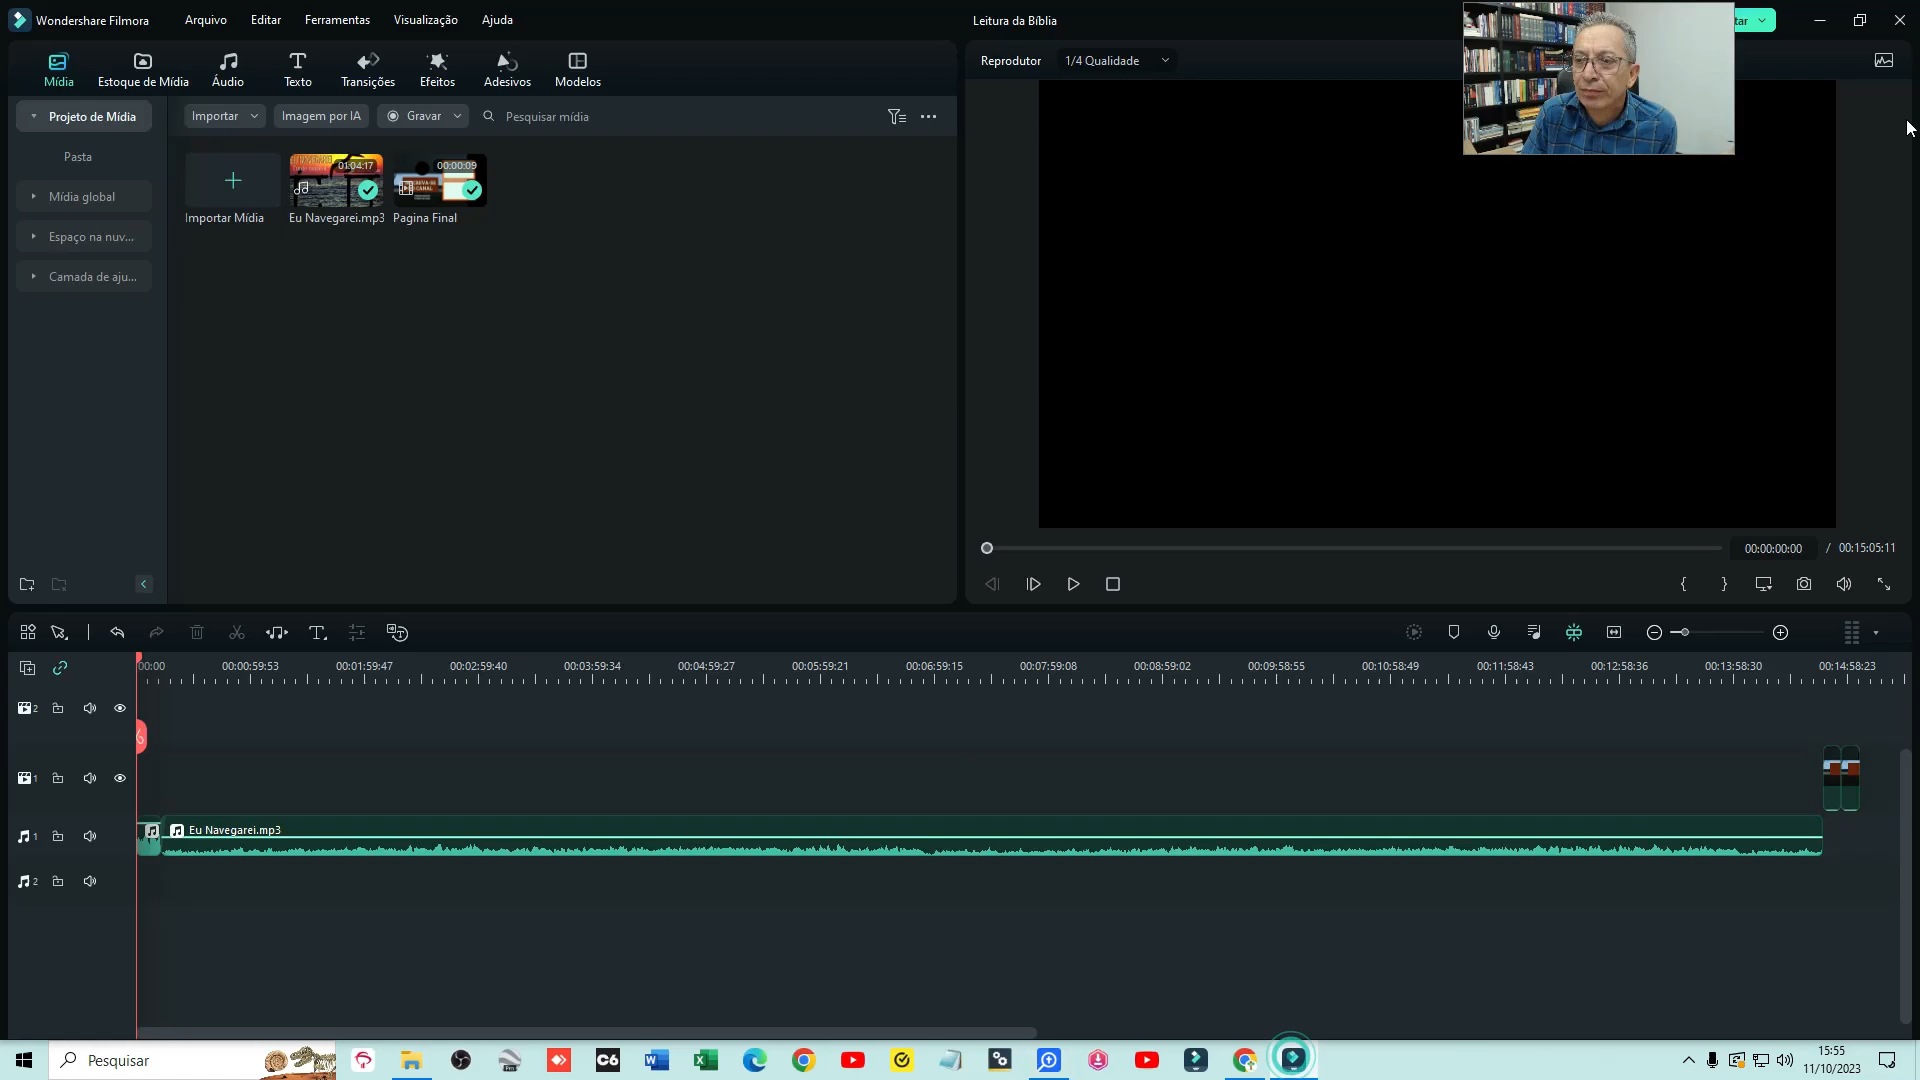 Wondershare Filmora
Arquivo
Editar
Ferramentas
Visualização
Ajuda
Leitura da Bíblia
tar
Mídia
Estoque de Mídia
Áudio
Texto
Transições
Efeitos
Adesivos
Modelos
Reprodutor
1/4 Qualidade
Projeto de Mídia
Importar
Imagem por IA
Gravar
Pesquisar mídia
Pasta
Mídia global
Espaço na nuv...
Camada de aju...
01:04:17
00:00:09
Importar Mídia
Eu Navegarei.mp3
Pagina Final
00:00:00:00
/
00:15:05:11
00:00
00:00:59:53
00:01:59:47
00:02:59:40
00:03:59:34
00:04:59:27
00:05:59:21
00:06:59:15
00:07:59:08
00:08:59:02
00:09:58:55
00:10:58:49
00:11:58:43
00:12:58:36
00:13:58:30
00:14:58:23
2
1
1
Eu Navegarei.mp3
2
Pesquisar
C6
15:55
11/10/2023